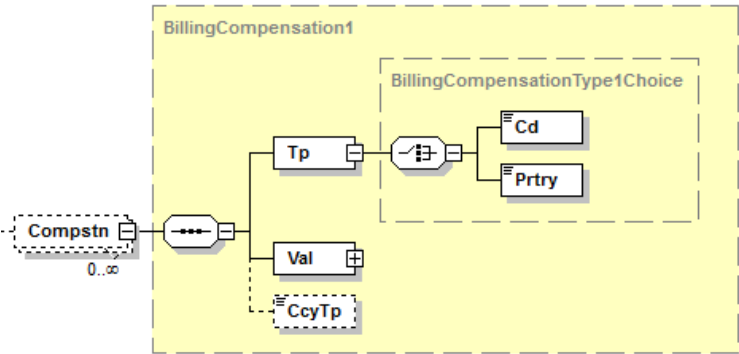 BillingCompensation1
BillingCompensationType1Choice
Cd
Tp
Prtry
Compstn
0..∞
Val
CcyTp